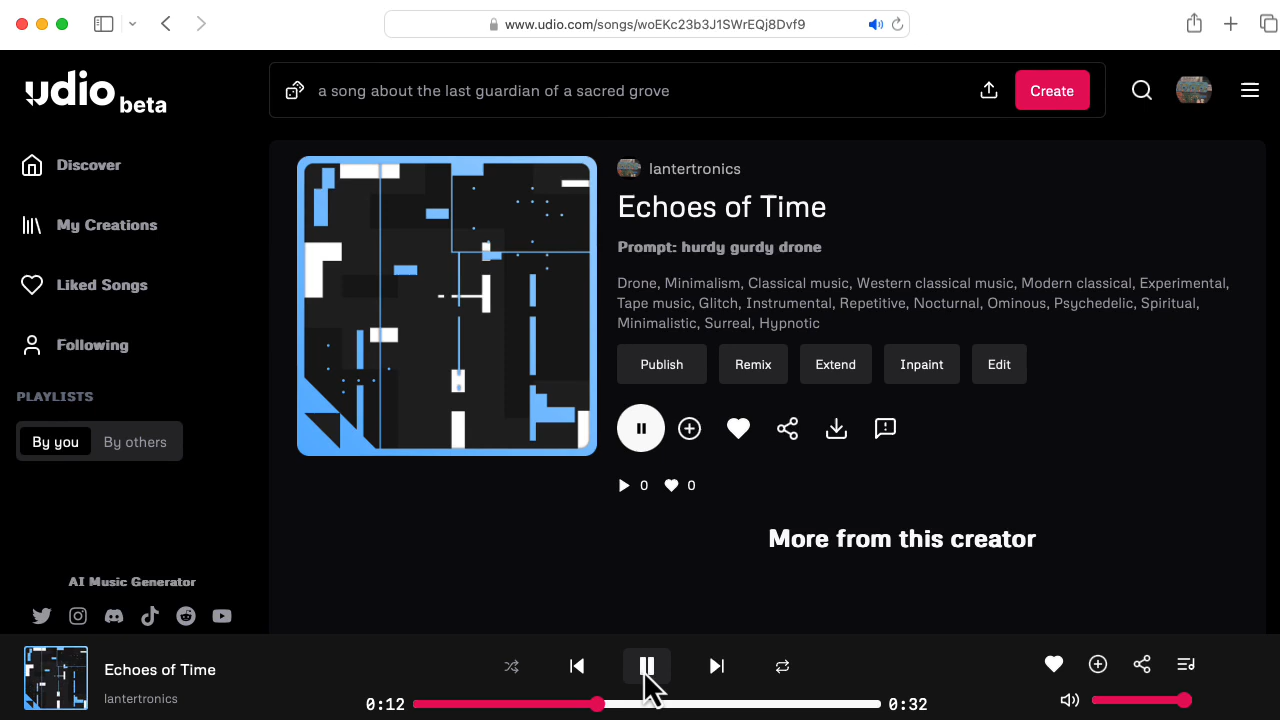 www.udio.com/songs/woEKc23b3J1SWrEQj8Dvf9
udio beta
a song about the last guardian of a sacred grove
Create
Discover
My Creations
Liked Songs
Following
PLAYLISTS
By you
By others
AI Music Generator
lantertronics
Echoes of Time
Prompt: hurdy gurdy drone
Drone, Minimalism, Classical music, Western classical music, Modern classical, Experimental,
Tape music, Glitch, Instrumental, Repetitive, Nocturnal, Ominous, Psychedelic, Spiritual,
Minimalistic, Surreal, Hypnotic
Publish
Remix
Extend
Inpaint
Edit
0
0
More from this creator
Echoes of Time
lantertronics
0:12
0:32